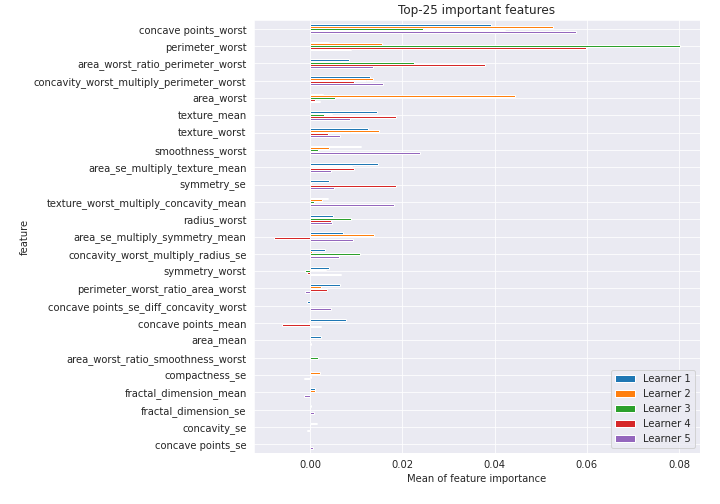 Top-25 important features
concave points_worst
perimeter_worst
area_worst_ratio_perimeter_worst
concavity_worst_multiply_perimeter_worst
area_worst
texture_mean
texture_worst
smoothness_worst
area_se_multiply_texture_mean
symmetry_se
texture_worst_multiply_concavity_mean
radius_worst
area_se_multiply_symmetry_mean
concavity_worst_multiply_radius_se
symmetry_worst
perimeter_worst_ratio_area_worst
concave points_se_diff_concavity_worst
concave points_mean
area_mean
area_worst_ratio_smoothness_worst
compactness_se
fractal_dimension_mean
fractal_dimension_se
concavity_se
concave points_se
feature
Learner 1
Learner 2
Learner 3
Learner 4
Learner 5
0.00 0.02 0.04 0.06 0.08
Mean of feature importance